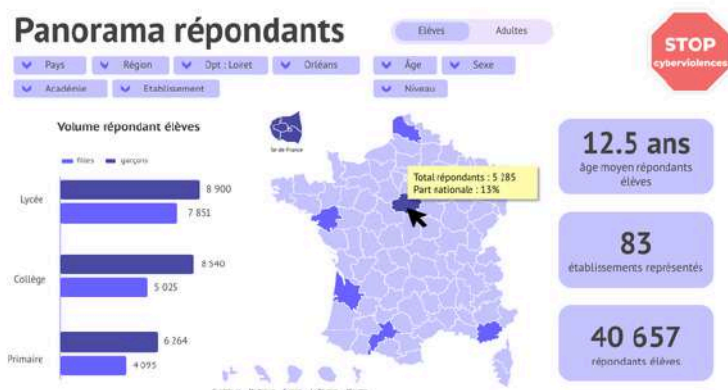 Panorama répondants
Elèves
Adultes
STOP
cyberviolences
Pays
Région
Dpt : Loiret
Orléans
Âge
Sexe
Académie
Etablissement
Niveau
Volume répondant élèves
filles
garçons
Ile de France
Lycée
8 900
7 851
Collège
8 540
5 025
Primaire
6 264
4 095
Total répondants : 5 285
Part nationale : 13%
12.5 ans
âge moyen répondants
élèves
83
établissements représentés
40 657
répondants élèves